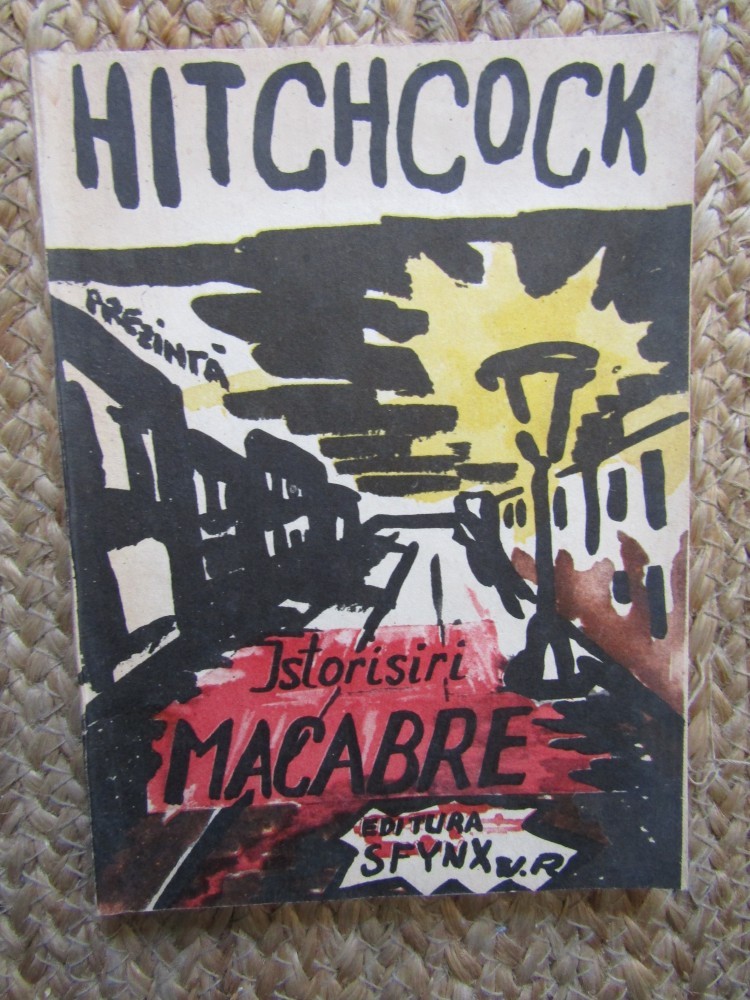 HITCHCOCK
PREZINTĂ
Istorisiri
MACABRE
EDITURA
SFYNX V.R